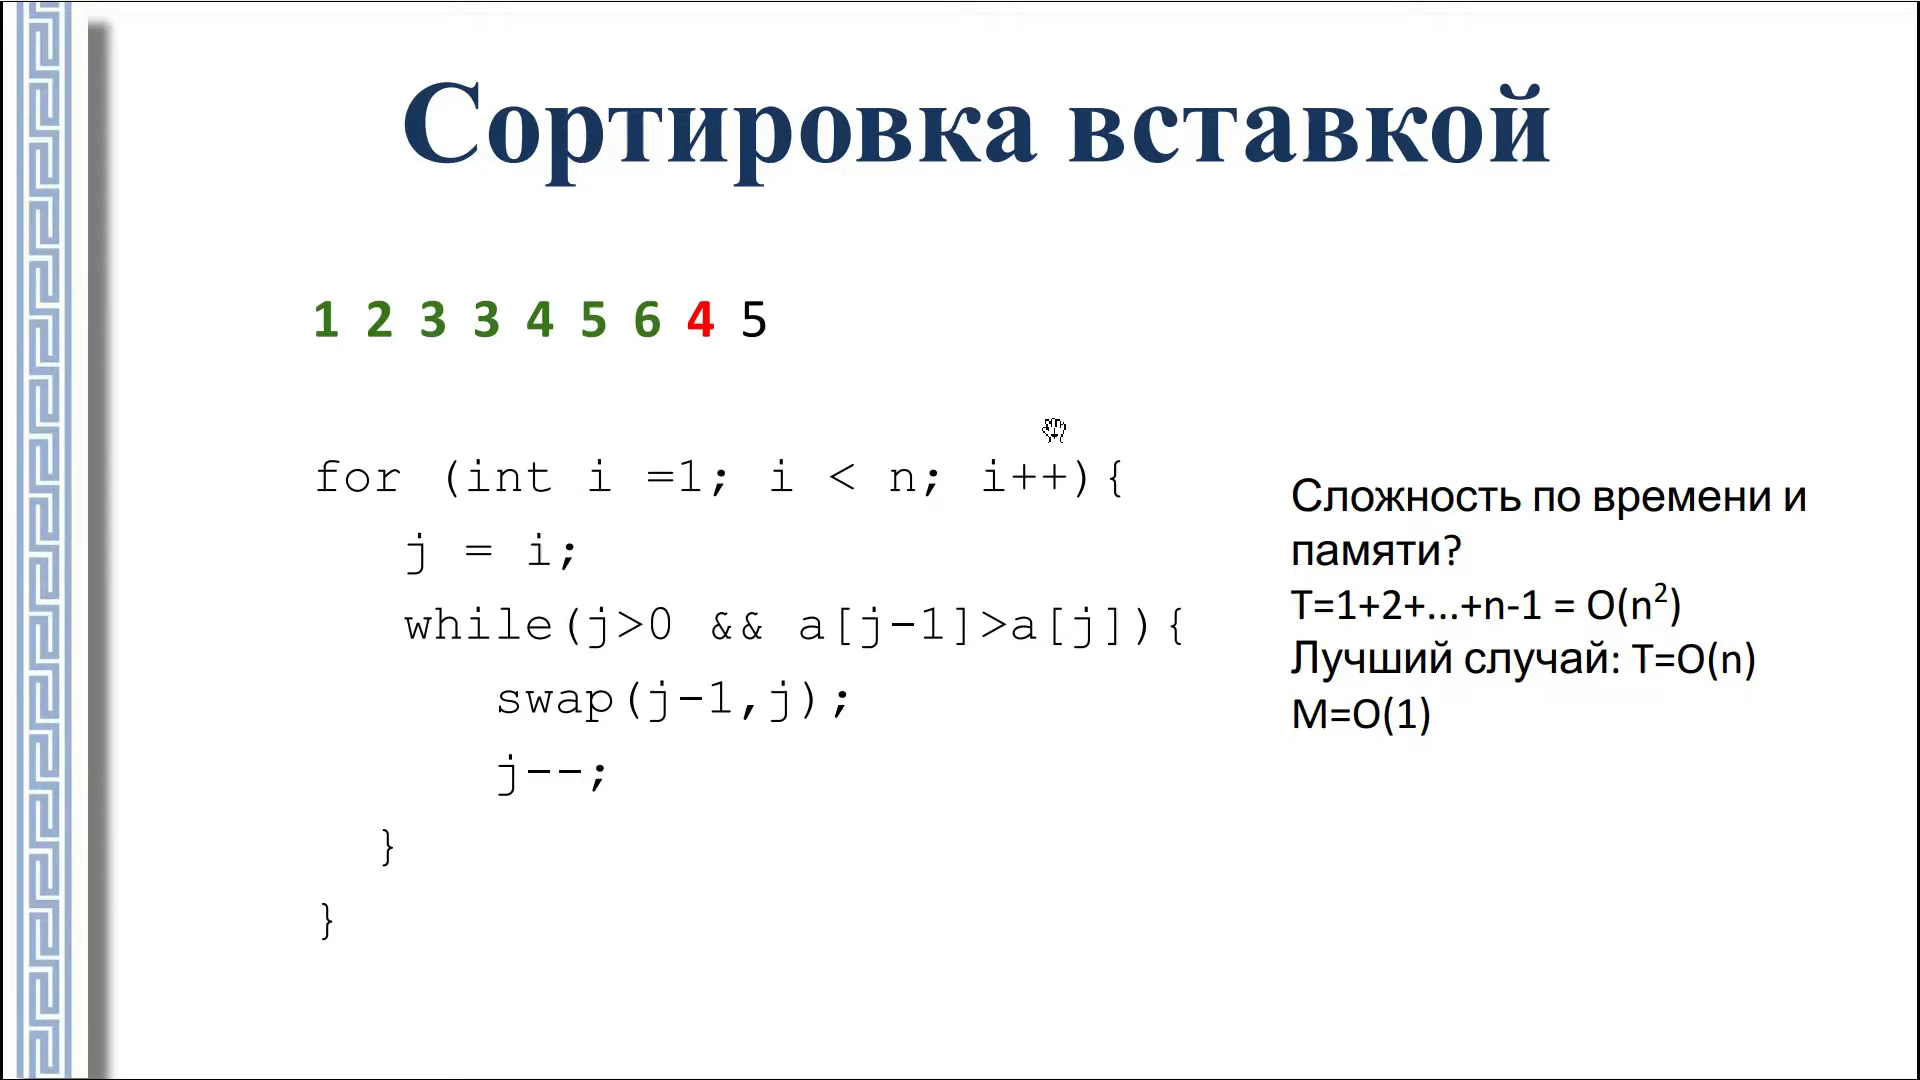 Сортировка вставкой
1 2 3 3 4 5 6 4 5
for (int i =1; i < n; i++){
j = i;
while(j>0 && a[j-1]>a[j]){
swap(j-1,j);
j--;
}
}
Сложность по времени и
памяти?
T=1+2+...+n-1 = O(n²)
Лучший случай: T=O(n)
M=O(1)